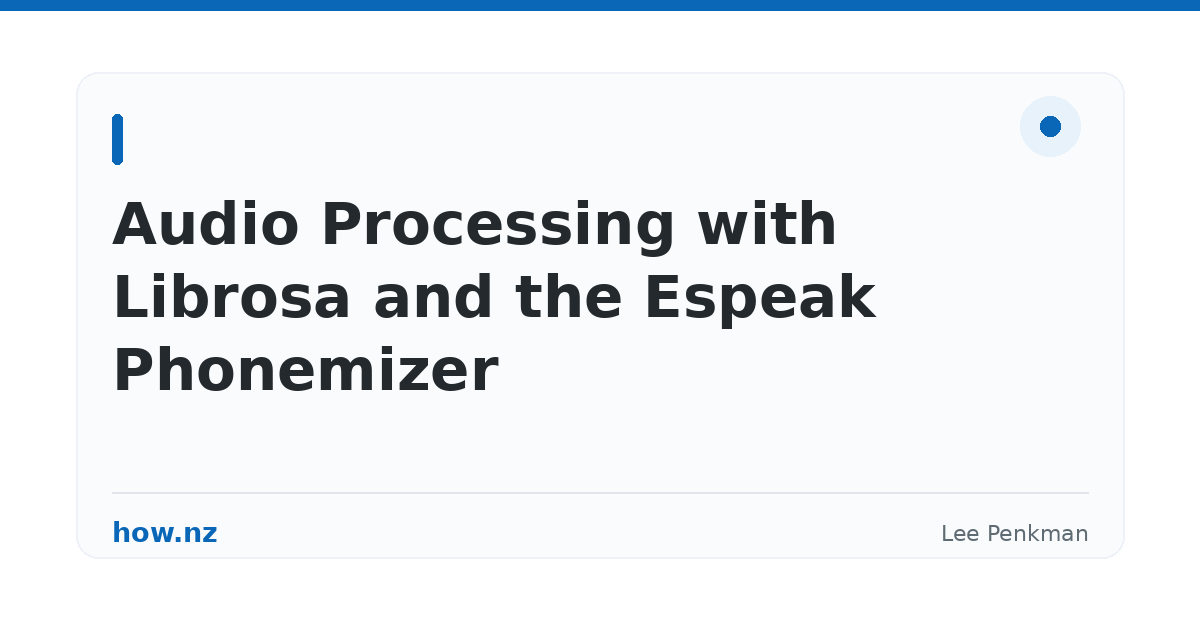 Audio Processing with
Librosa and the Espeak
Phonemizer
how.nz
Lee Penkman